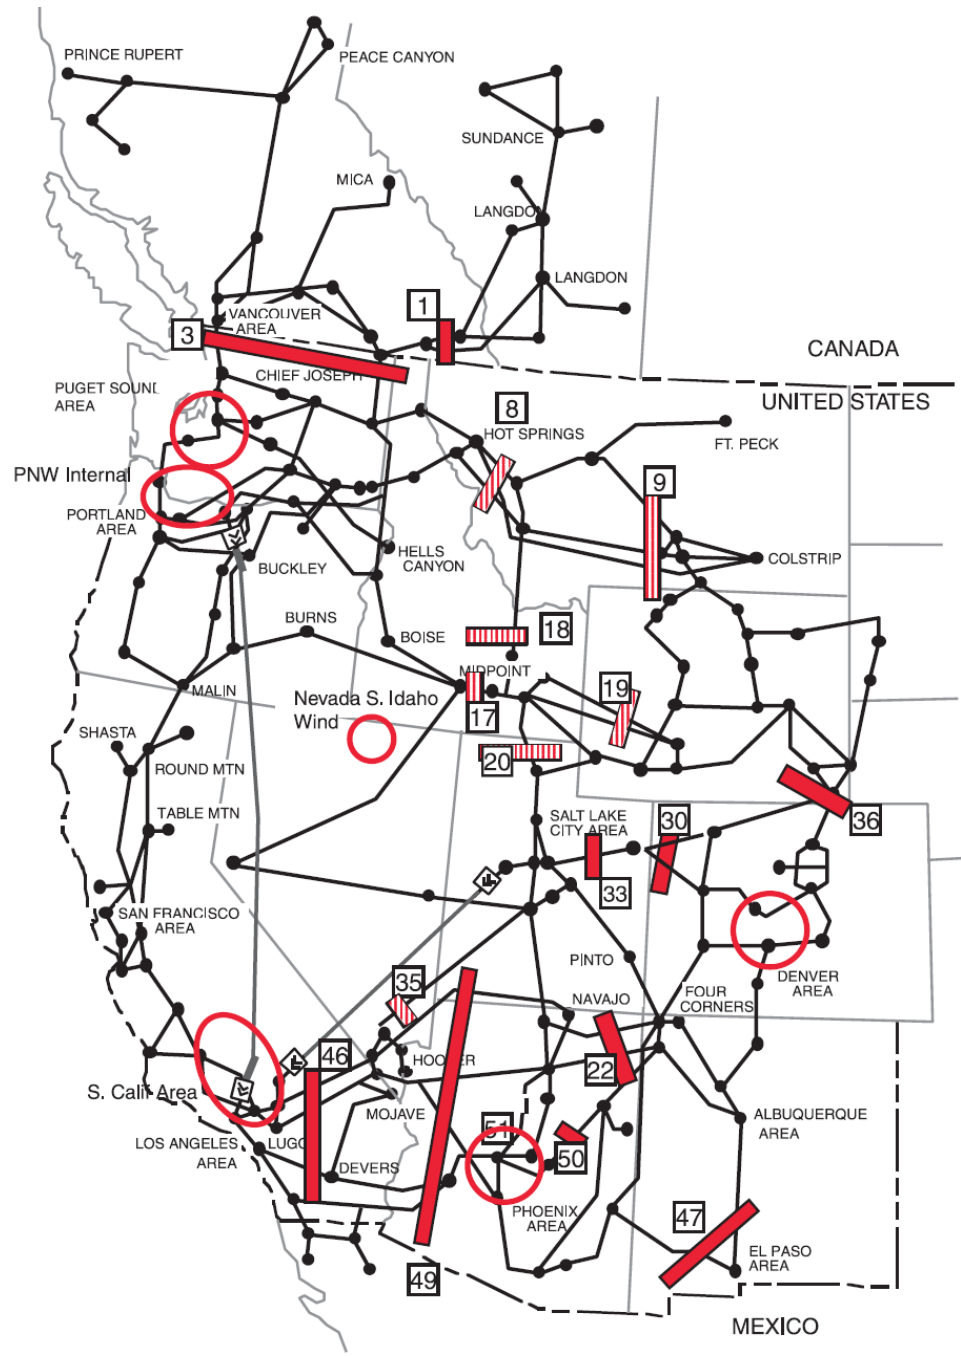 PRINCE RUPERT
PEACE CANYON
SUNDANCE
MICA
LANGDON
LANGDON
1
VANCOUVER
AREA
3
CANADA
CHIEF JOSEPH
PUGET SOUND
AREA
UNITED STATES
8
HOT SPRINGS
FT. PECK
PNW Internal
9
PORTLAND
AREA
HELLS
CANYON
COLSTRIP
BUCKLEY
BURNS
BOISE
18
MIDPOINT
MALIN
Nevada S. Idaho
Wind
17
19
SHASTA
ROUND MTN
20
TABLE MTN
SALT LAKE
CITY AREA
30
36
33
SAN FRANCISCO
AREA
PINTO
DENVER
AREA
35
NAVAJO
FOUR
CORNERS
46
HOOVER
22
S. Calif Area
MOJAVE
ALBUQUERQUE
AREA
LOS ANGELES
AREA
LUGO
51
50
DEVERS
PHOENIX
AREA
47
49
EL PASO
AREA
MEXICO